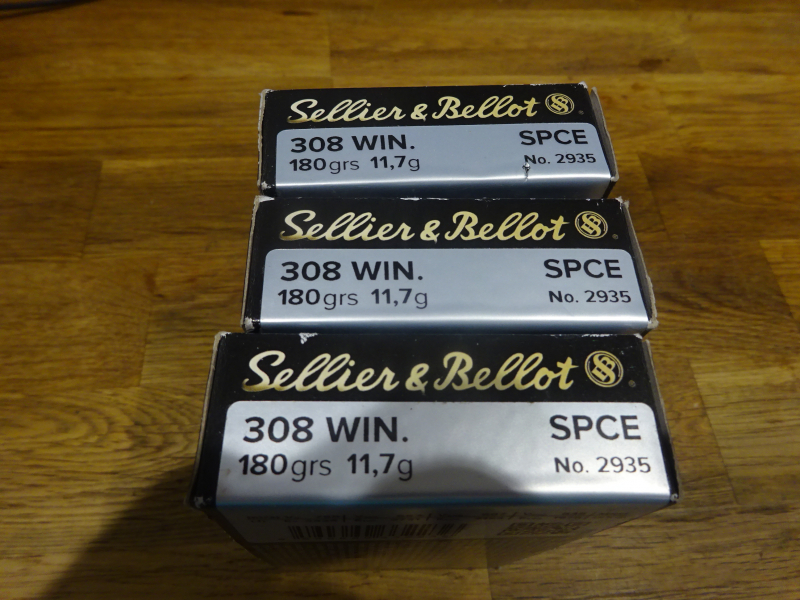 Sellier & Bellot
308 WIN. SPCE
180grs 11,7g No. 2935
Sellier & Bellot
308 WIN. SPCE
180grs 11,7g No. 2935
Sellier & Bellot
308 WIN. SPCE
180grs 11,7g No. 2935